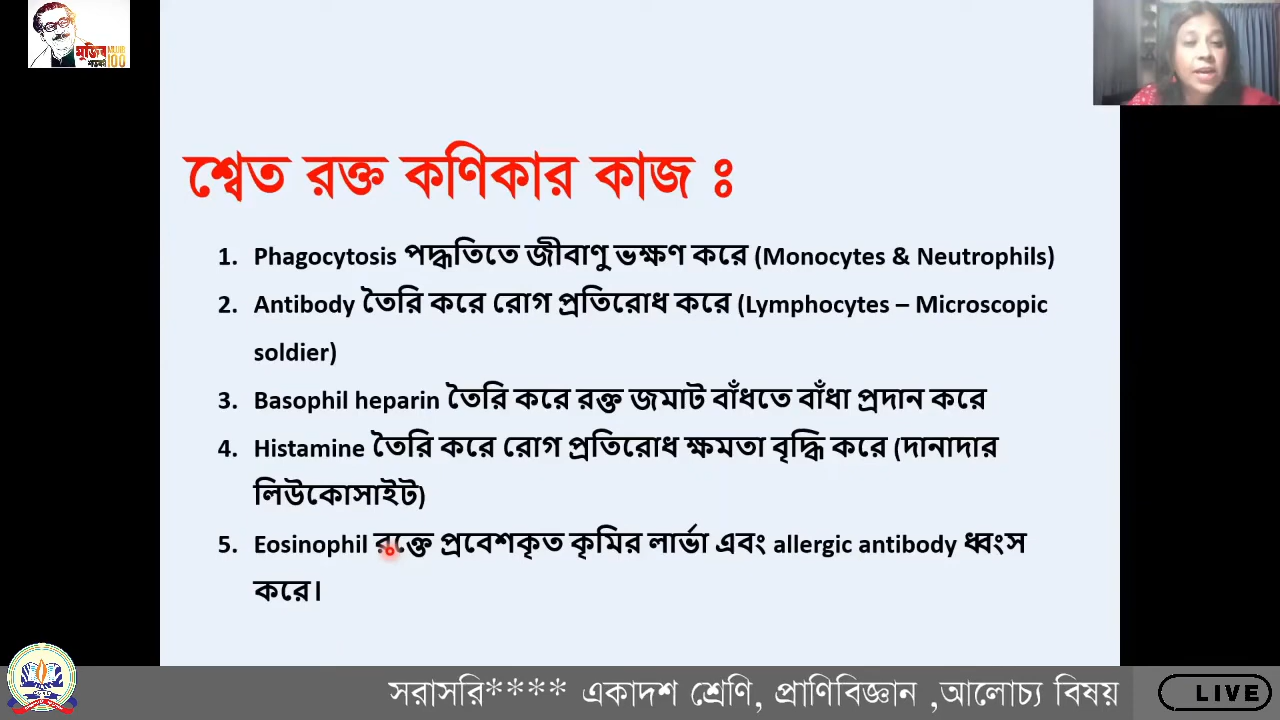 মুজিব
শতবর্ষ
100
শ্বেত রক্ত কণিকার কাজ ঃ
1. Phagocytosis পদ্ধতিতে জীবাণু ভক্ষণ করে (Monocytes & Neutrophils)
2. Antibody তৈরি করে রোগ প্রতিরোধ করে (Lymphocytes – Microscopic
soldier)
3. Basophil heparin তৈরি করে রক্ত জমাট বাঁধতে বাঁধা প্রদান করে
4. Histamine তৈরি করে রোগ প্রতিরোধ ক্ষমতা বৃদ্ধি করে (দানাদার
লিউকোসাইট)
5. Eosinophil রক্তে প্রবেশকৃত কৃমির লার্ভা এবং allergic antibody ধ্বংস
করে।
সরাসরি**** একাদশ শ্রেণি, প্রাণিবিজ্ঞান ,আলোচ্য বিষয়
LIVE